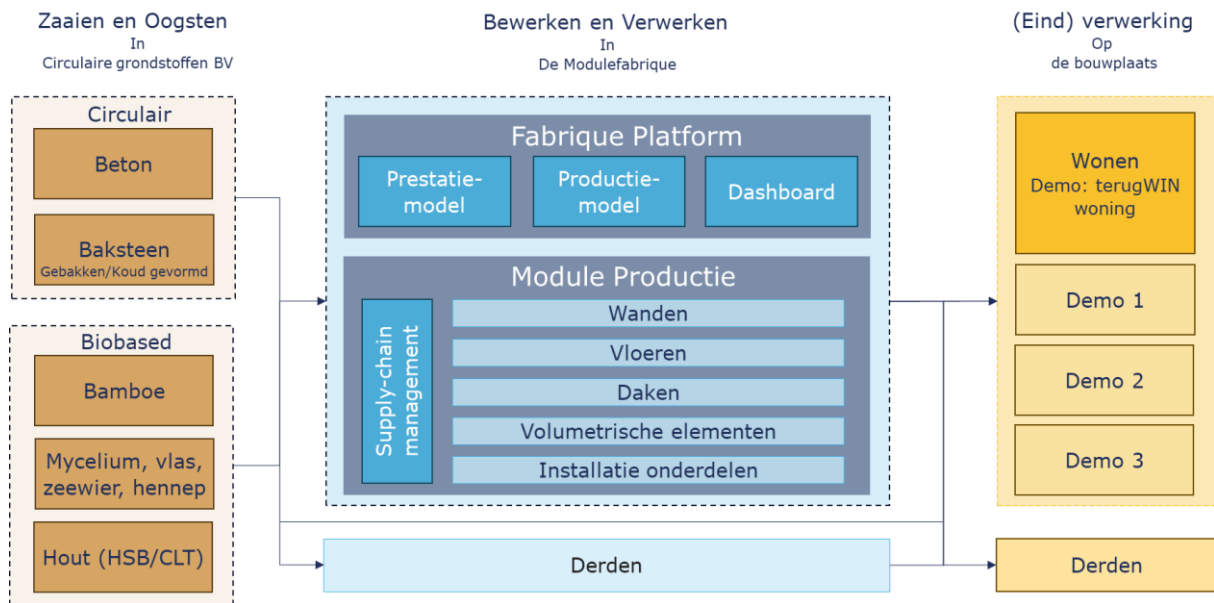 Zaaien en Oogsten
In
Circulaire grondstoffen BV
Circulair
Beton
Baksteen
Gebakken/Koud gevormd
Biobased
Bamboe
Mycelium, vlas,
zeewier, hennep
Hout (HSB/CLT)
Bewerken en Verwerken
In
De Modulefabrique
Fabrique Platform
Prestatie-
model
Productie-
model
Dashboard
Module Productie
Supply-chain
management
Wanden
Vloeren
Daken
Volumetrische elementen
Installatie onderdelen
Derden
(Eind) verwerking
Op
de bouwplaats
Wonen
Demo: terugWIN
woning
Demo 1
Demo 2
Demo 3
Derden